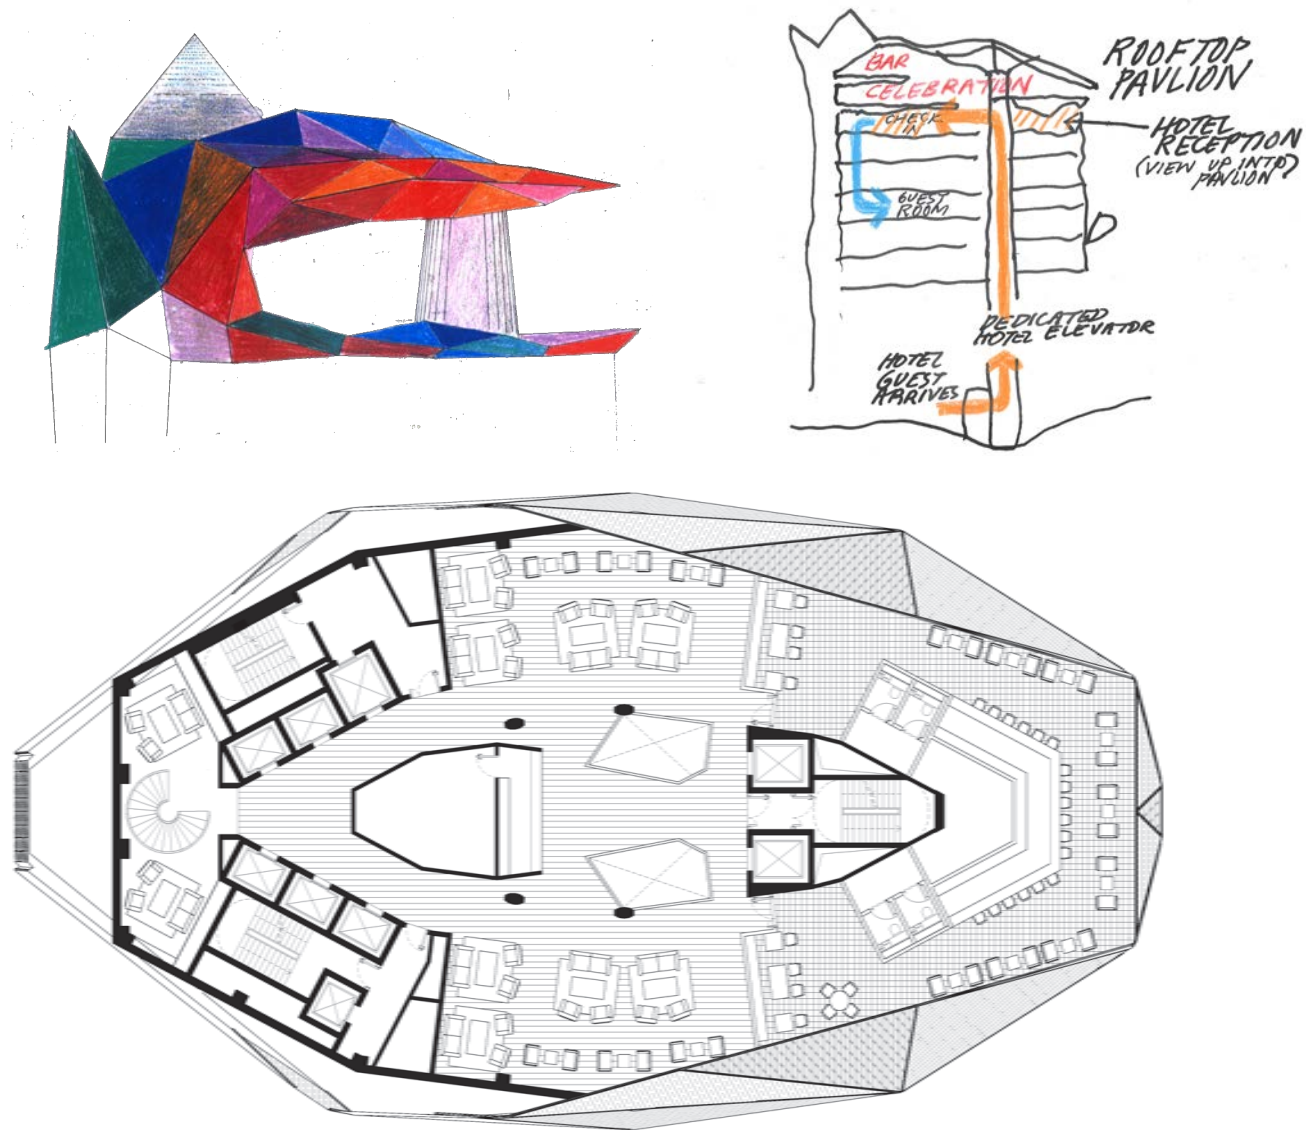 ROOFTOP
PAVLION
BAR
CELEBRATION
CHECK
IN
HOTEL
RECEPTION
(VIEW UP INTO)
PAVLION
GUEST
ROOM
DEDICATED
HOTEL ELEVATOR
HOTEL
GUEST
ARRIVES